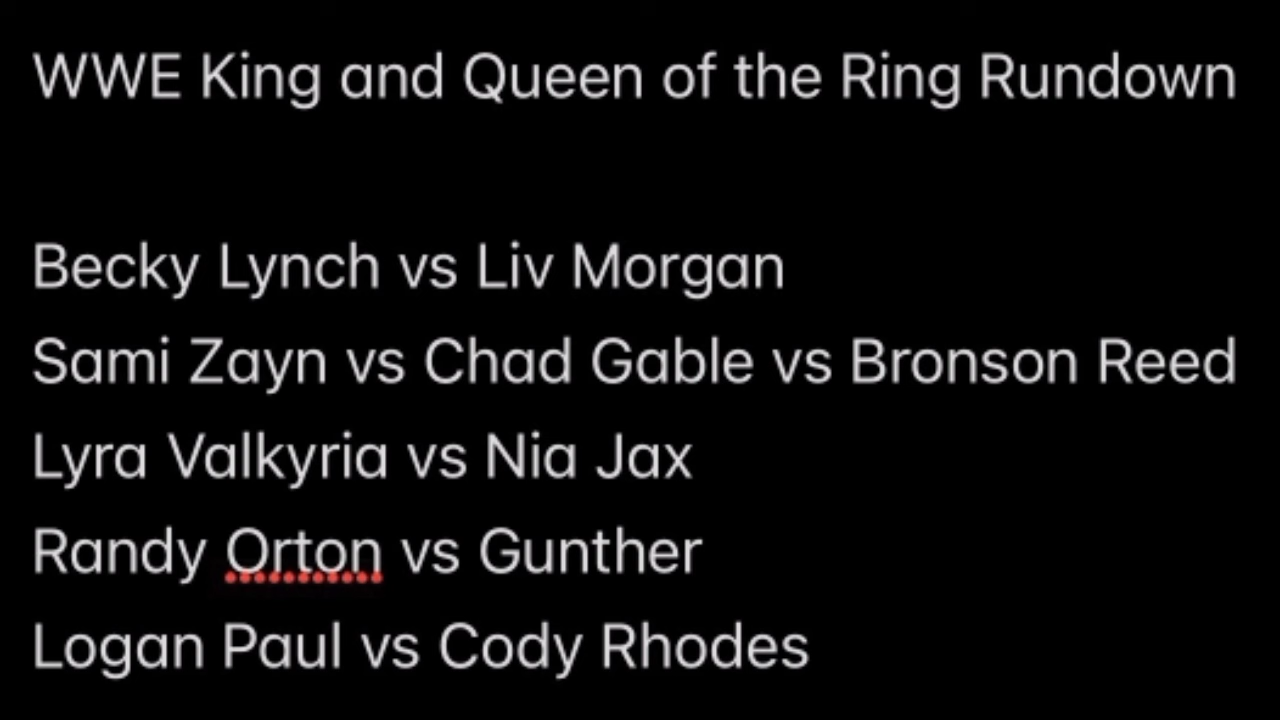 WWE King and Queen of the Ring Rundown
Becky Lynch vs Liv Morgan
Sami Zayn vs Chad Gable vs Bronson Reed
Lyra Valkyria vs Nia Jax
Randy Orton vs Gunther
Logan Paul vs Cody Rhodes